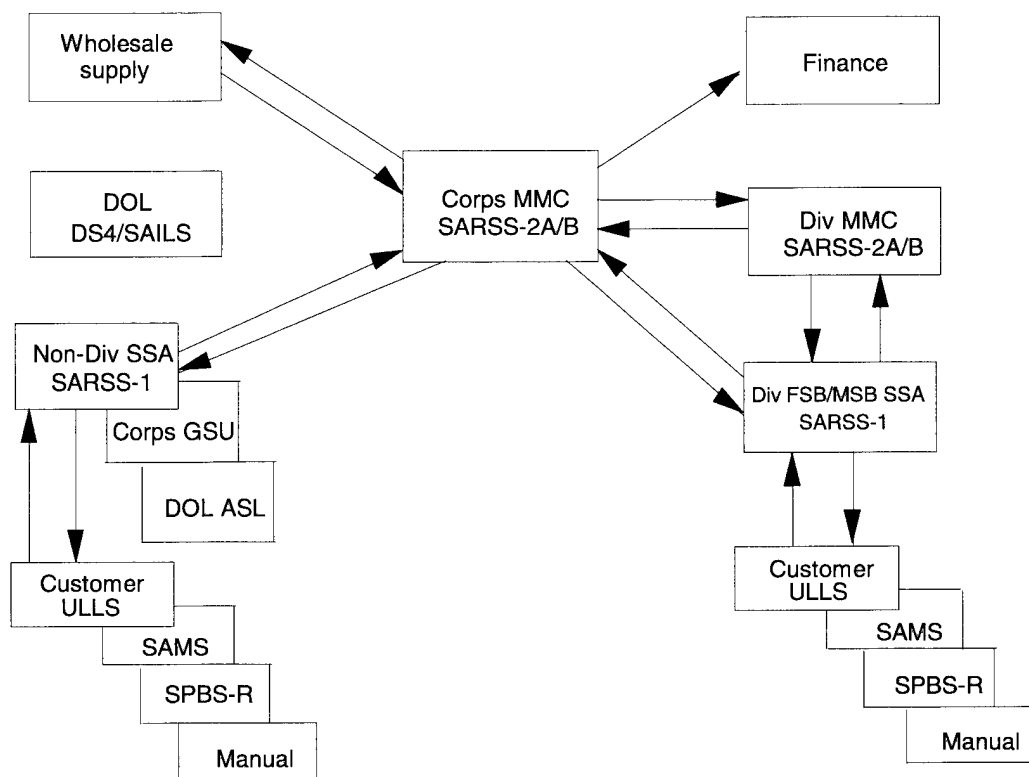 Wholesale
supply
Finance
Corps MMC
SARSS-2A/B
DOL
DS4/SAILS
Div MMC
SARSS-2A/B
Non-Div SSA
SARSS-1
Corps GSU
DOL ASL
Div FSB/MSB SSA
SARSS-1
Customer
ULLS
SAMS
SPBS-R
Manual
Customer
ULLS
SAMS
SPBS-R
Manual